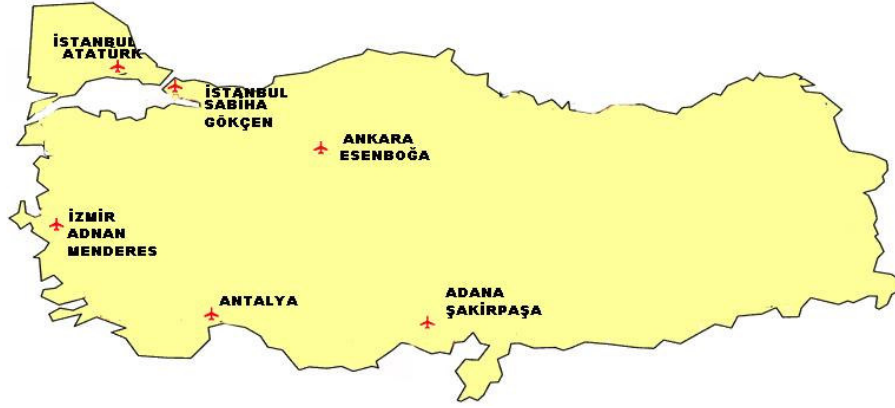 İSTANBUL
ATATÜRK
İSTANBUL
SABİHA
GÖKÇEN
ANKARA
ESENBOĞA
İZMİR
ADNAN
MENDERES
ANTALYA
ADANA
ŞAKİRPAŞA